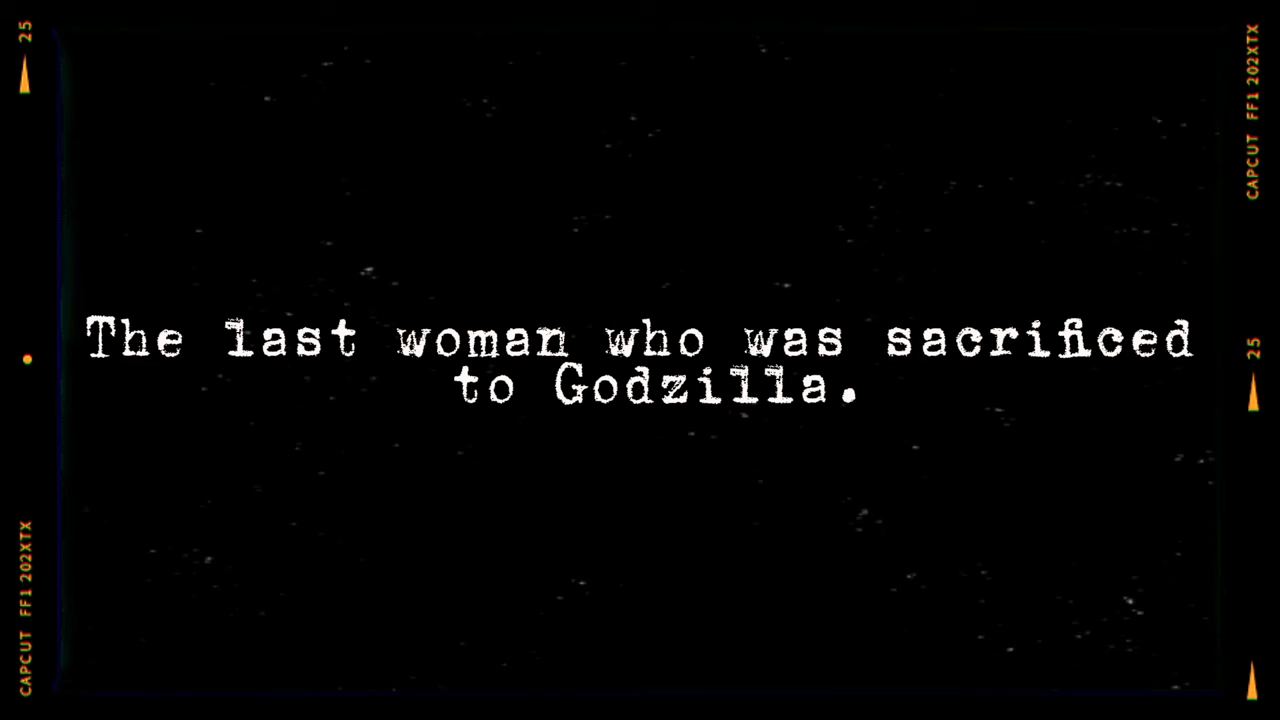 25
CAPCUT FF1 202XTX
The last woman who was sacrificed
to Godzilla.
25
CAPCUT FF1 202XTX